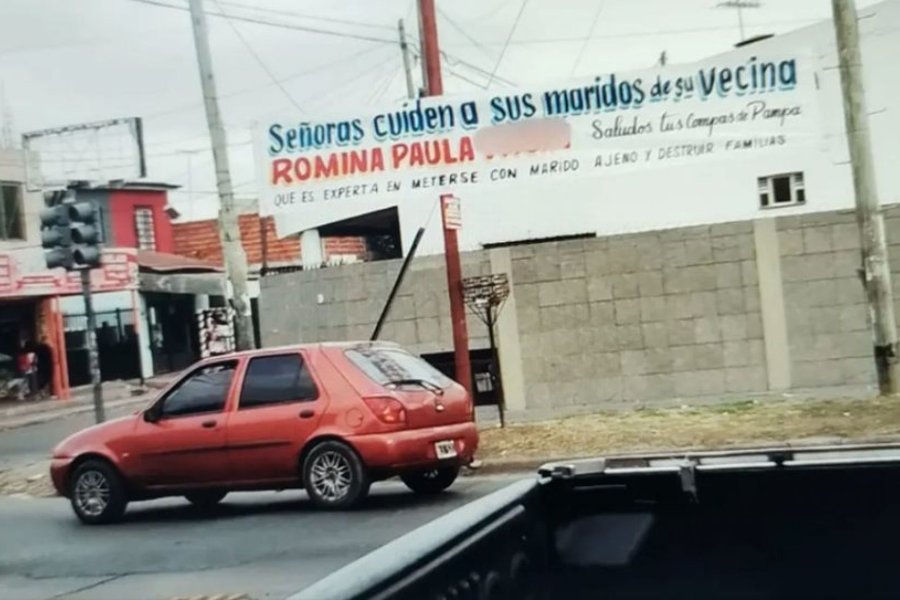 Señoras cuiden a sus maridos de su vecina
ROMINA PAULA
Saludos tus Compas de Pampa
QUE ES EXPERTA EN METERSE CON MARIDO AJENO Y DESTRUIR FAMILIAS